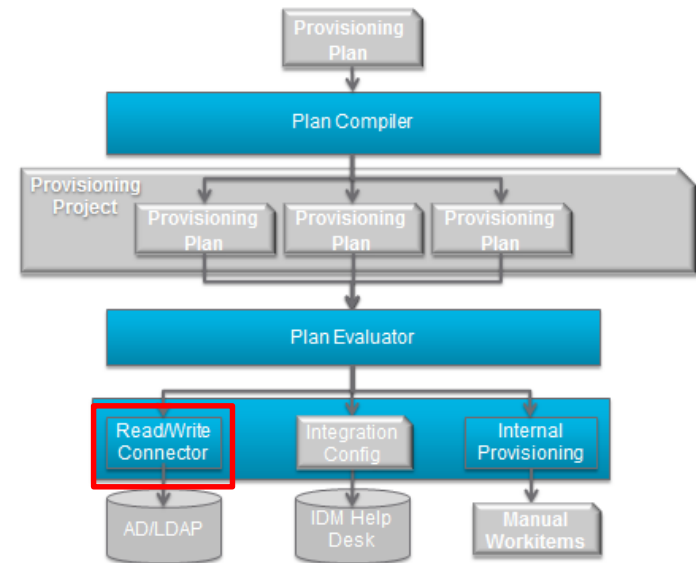 Provisioning
Plan
Plan Compiler
Provisioning
Project
Provisioning
Plan
Provisioning
Plan
Provisioning
Plan
Plan Evaluator
Read/Write
Connector
Integration
Config
Internal
Provisioning
AD/LDAP
IDM Help
Desk
Manual
Workitems